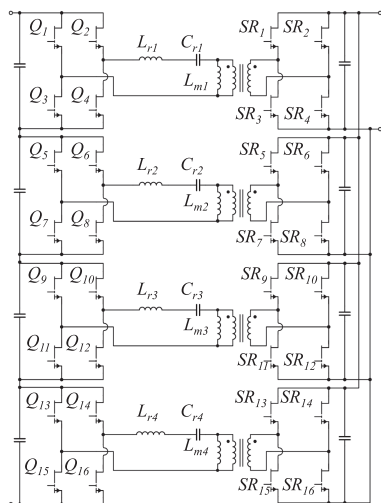 Q1 Q2 Lr1 Cr1 SR1 SR2
Lm1
Q3 Q4 SR3 SR4
Q5 Q6 Lr2 Cr2 SR5 SR6
Lm2
Q7 Q8 SR7 SR8
Q9 Q10 Lr3 Cr3 SR9 SR10
Lm3
Q11 Q12 SR11 SR12
Q13 Q14 Lr4 Cr4 SR13 SR14
Lm4
Q15 Q16 SR15 SR16